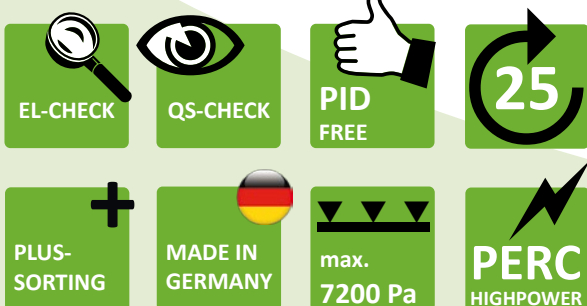 EL-CHECK
QS-CHECK
PID
FREE
25
PLUS-
SORTING
MADE IN
GERMANY
max.
7200 Pa
PERC
HIGHPOWER